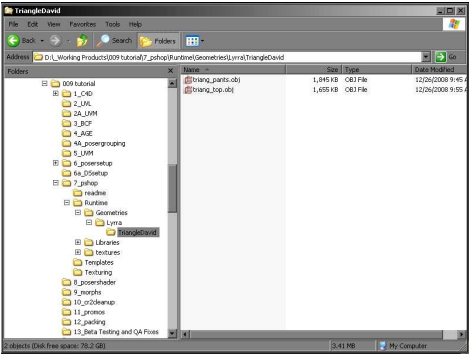 TriangleDavid
File Edit View Favorites Tools Help
Back Search Folders
Address D:\_Working Products\009 tutorial\7_pshop\Runtime\Geometries\Lyrra\TriangleDavid Go
Folders
Name Size Type Date Modified
009 tutorial
1_C4D
2_UVL
2A_UVM
3_BCF
4_AGE
4A_posergrouping
5_UVM
6_posersetup
6a_DSsetup
7_pshop
readme
Runtime
Geometries
Lyrra
TriangleDavid
Libraries
textures
Templates
Texturing
8_posershader
9_morphs
10_cr2cleanup
11_promos
12_packing
13_Beta Testing and QA Fixes
triang_pants.obj 1,845 KB OBJ File 12/26/2008 9:45 A
triang_top.obj 1,655 KB OBJ File 12/26/2008 9:55 A
2 objects (Disk free space: 78.2 GB) 3.41 MB My Computer